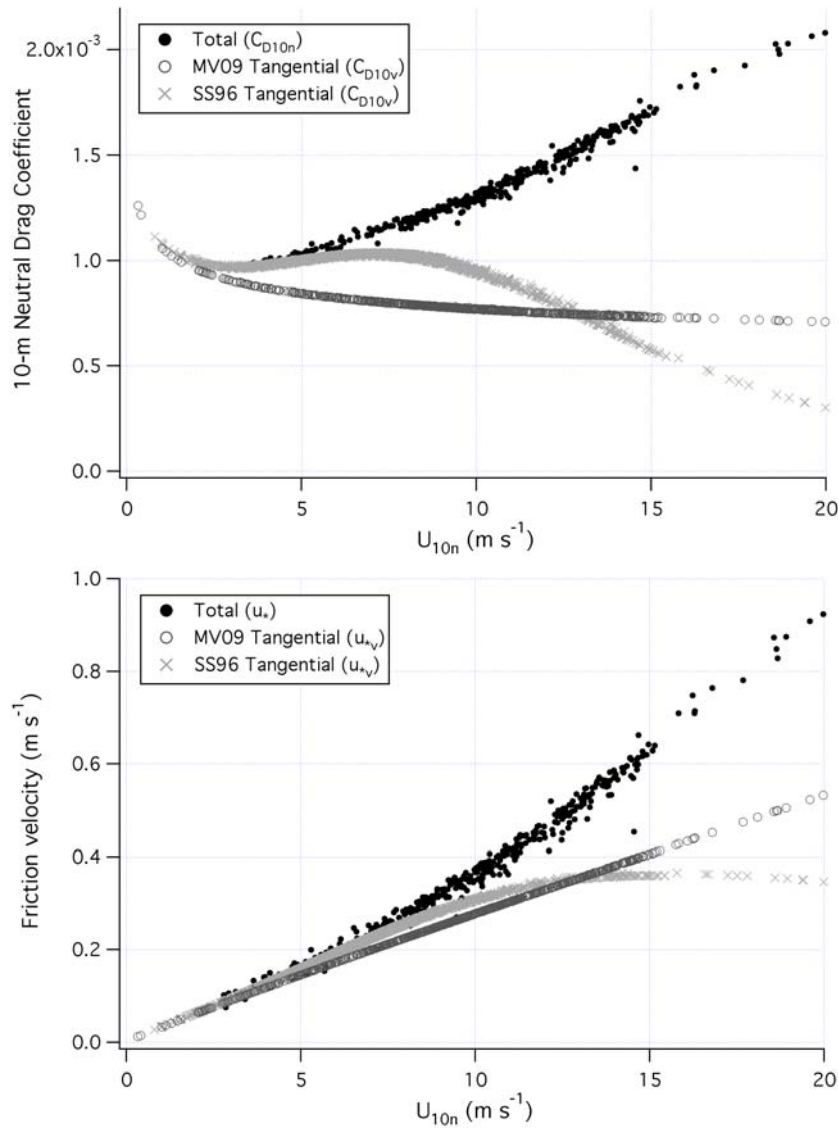 2.0x10⁻³
1.5
1.0
0.5
0.0
10-m Neutral Drag Coefficient
Total (C_D10n)
MV09 Tangential (C_D10v)
SS96 Tangential (C_D10v)
0 5 10 15 20
U_10n (m s⁻¹)
1.0
0.8
0.6
0.4
0.2
0.0
Friction velocity (m s⁻¹)
Total (u_*)
MV09 Tangential (u_*v)
SS96 Tangential (u_*v)
0 5 10 15 20
U_10n (m s⁻¹)